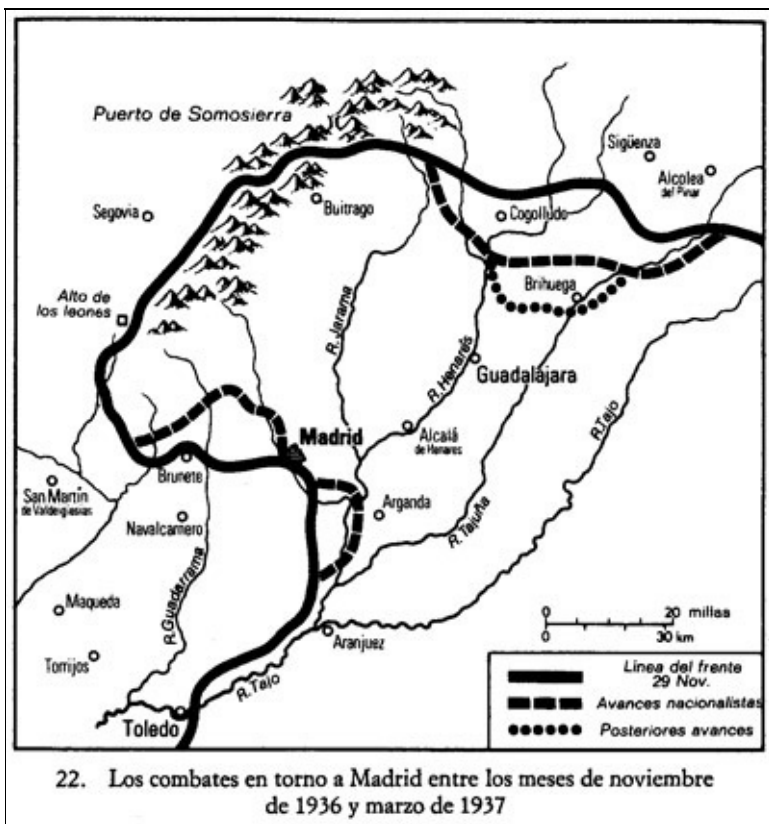 Puerto de Somosierra
Sigüenza
Alcolea
del Pinar
Segovia
Buitrago
Cogolludo
Alto de
los leones
Brihuega
R. Jarama
R. Henarés
Guadalájara
R. Tajo
Madrid
Alcalá
de Henares
Brunete
San Martín
de Valdeiglesias
Arganda
Navalcarnero
R. Tajuña
R. Guadarrama
Maqueda
0 20 millas
0 30 km
Aranjuez
Torrijos
R. Tajo
Toledo
Línea del frente
29 Nov.
Avances nacionalistas
Posteriores avances
22. Los combates en torno a Madrid entre los meses de noviembre
de 1936 y marzo de 1937